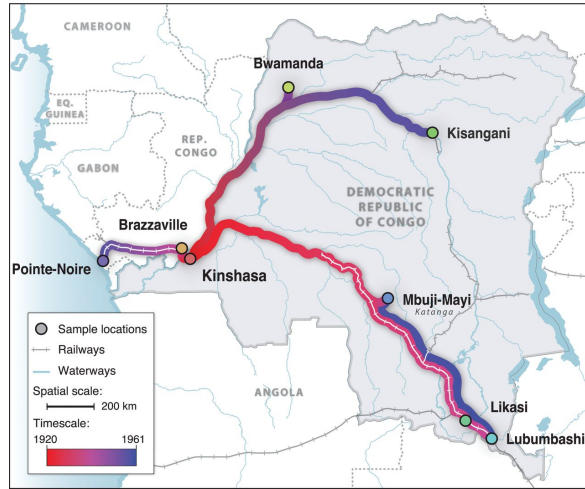 CAMEROON
Bwamanda
EQ.
GUINEA
REP.
CONGO
Kisangani
GABON
DEMOCRATIC
REPUBLIC
OF CONGO
Brazzaville
Pointe-Noire
Kinshasa
Mbuji-Mayi
Katanga
Sample locations
Railways
Waterways
Spatial scale:
200 km
Timescale:
1920 1961
ANGOLA
Likasi
Lubumbashi